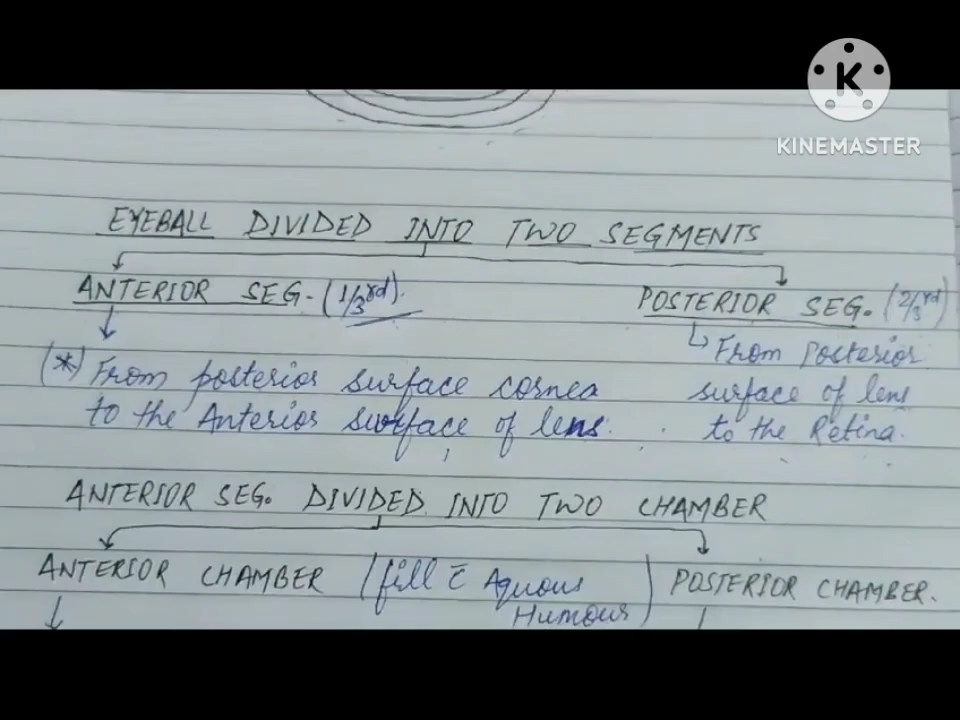 K
KINEMASTER
EYEBALL DIVIDED INTO TWO SEGMENTS
ANTERIOR SEG. (1/3rd).
POSTERIOR SEG. (2/3rd)
(*) From posterior surface cornea
to the Anterior surface of lens.
From Posterior
surface of lens
to the Retina.
ANTERIOR SEG. DIVIDED INTO TWO CHAMBER
ANTERIOR CHAMBER (fill c̄ Aquous
Humous)
POSTERIOR CHAMBER.